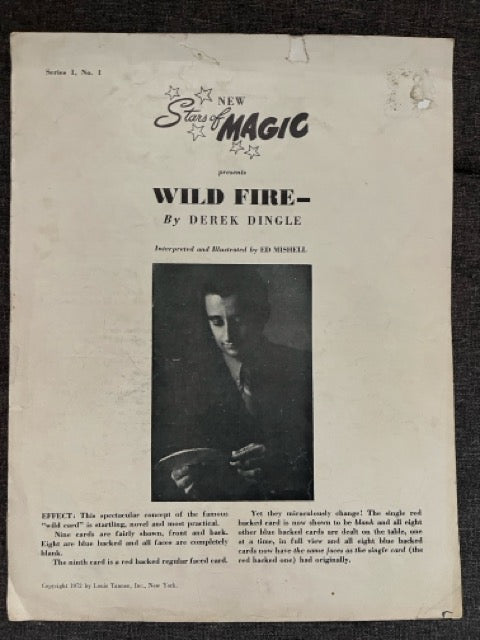 Series 1, No. 1
NEW
Stars of MAGIC
presents
WILD FIRE—
By DEREK DINGLE
Interpreted and Illustrated by ED MISHELL
EFFECT: This spectacular concept of the famous
"wild card" is startling, novel and most practical.
Nine cards are fairly shown, front and back.
Eight are blue backed and all faces are completely
blank.
The ninth card is a red backed regular faced card.
Yet they miraculously change! The single red
backed card is now shown to be blank and all eight
other blue backed cards are dealt on the table, one
at a time, in full view and all eight blue backed
cards now have the same faces as the single card (the
red backed one) had originally.
Copyright 1972 by Louis Tannen, Inc., New York.